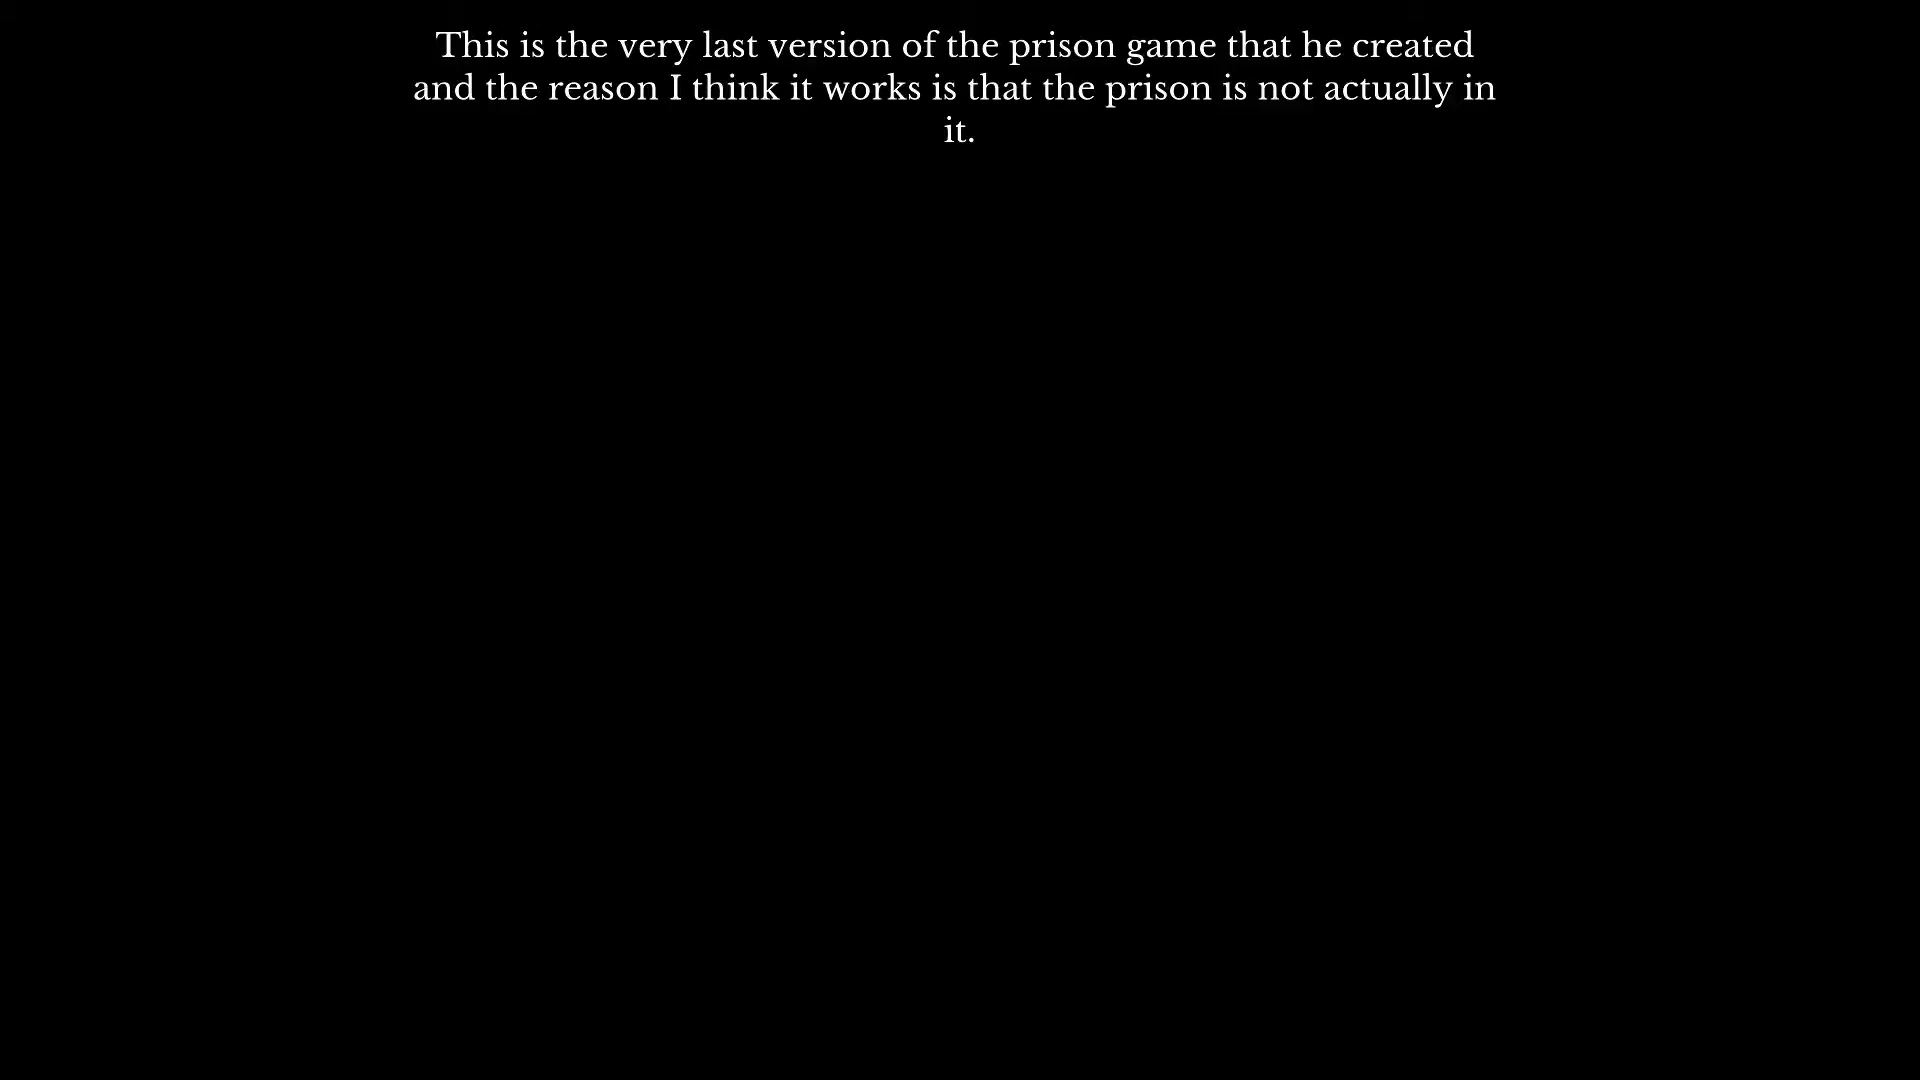 This is the very last version of the prison game that he created
and the reason I think it works is that the prison is not actually in
it.